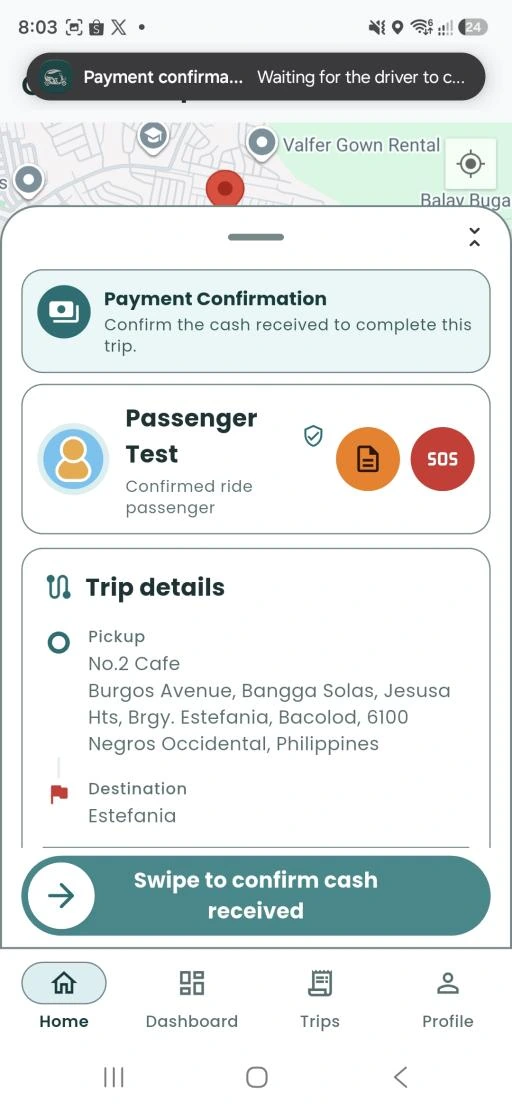 8:03
24
Payment confirma... Waiting for the driver to c...
Valfer Gown Rental
s
Balay Buga
Payment Confirmation
Confirm the cash received to complete this
trip.
Passenger
Test
Confirmed ride
passenger
SOS
Trip details
Pickup
No.2 Cafe
Burgos Avenue, Bangga Solas, Jesusa
Hts, Brgy. Estefania, Bacolod, 6100
Negros Occidental, Philippines
Destination
Estefania
Swipe to confirm cash
received
Home
Dashboard
Trips
Profile